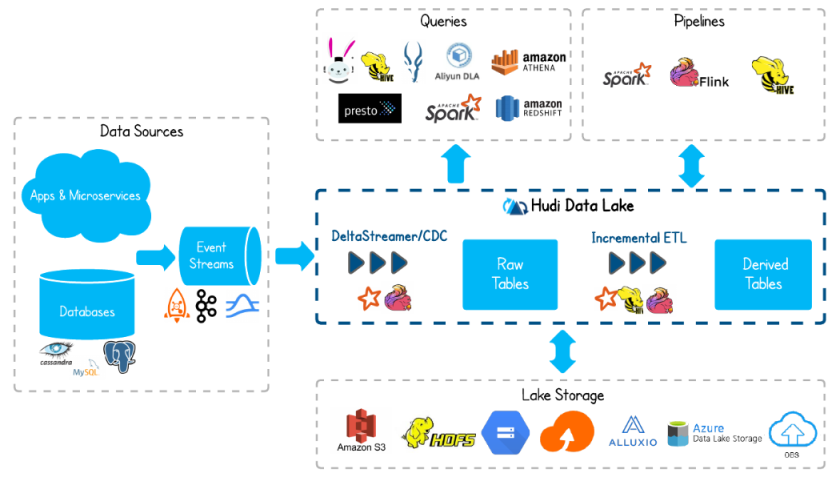 Queries
HIVE
Aliyun DLA
amazon
ATHENA
presto
APACHE
Spark
amazon
REDSHIFT
Pipelines
APACHE
Spark
Flink
HIVE
Data Sources
Apps & Microservices
Event
Streams
Databases
cassandra
MySQL
Hudi Data Lake
DeltaStreamer/CDC
Raw
Tables
Incremental ETL
Derived
Tables
Lake Storage
Amazon S3
HDFS
ALLUXIO
Azure
Data Lake Storage
OBS